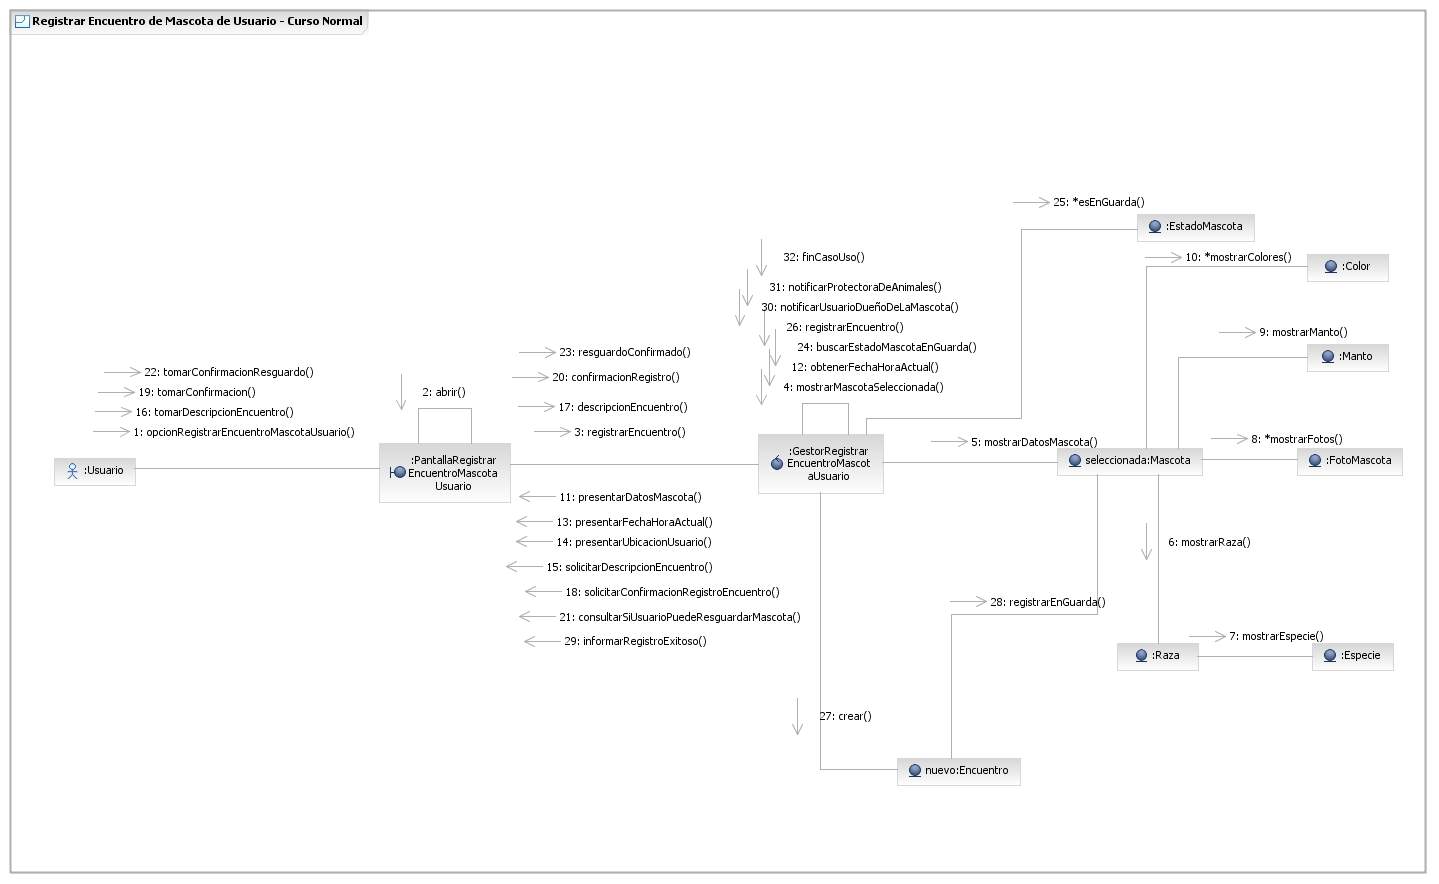 Registrar Encuentro de Mascota de Usuario - Curso Normal
25: *esEnGuarda()
:EstadoMascota
32: finCasoUso()
10: *mostrarColores()
:Color
31: notificarProtectoraDeAnimales()
30: notificarUsuarioDueñoDeLaMascota()
26: registrarEncuentro()
9: mostrarManto()
24: buscarEstadoMascotaEnGuarda()
:Manto
23: resguardoConfirmado()
12: obtenerFechaHoraActual()
22: tomarConfirmacionResguardo()
20: confirmacionRegistro()
4: mostrarMascotaSeleccionada()
19: tomarConfirmacion()
2: abrir()
16: tomarDescripcionEncuentro()
17: descripcionEncuentro()
1: opcionRegistrarEncuentroMascotaUsuario()
3: registrarEncuentro()
5: mostrarDatosMascota()
8: *mostrarFotos()
:Usuario
:PantallaRegistrar
EncuentroMascota
Usuario
:GestorRegistrar
EncuentroMascot
aUsuario
seleccionada:Mascota
:FotoMascota
11: presentarDatosMascota()
13: presentarFechaHoraActual()
14: presentarUbicacionUsuario()
6: mostrarRaza()
15: solicitarDescripcionEncuentro()
18: solicitarConfirmacionRegistroEncuentro()
28: registrarEnGuarda()
21: consultarSiUsuarioPuedeResguardarMascota()
29: informarRegistroExitoso()
7: mostrarEspecie()
:Raza
:Especie
27: crear()
nuevo:Encuentro